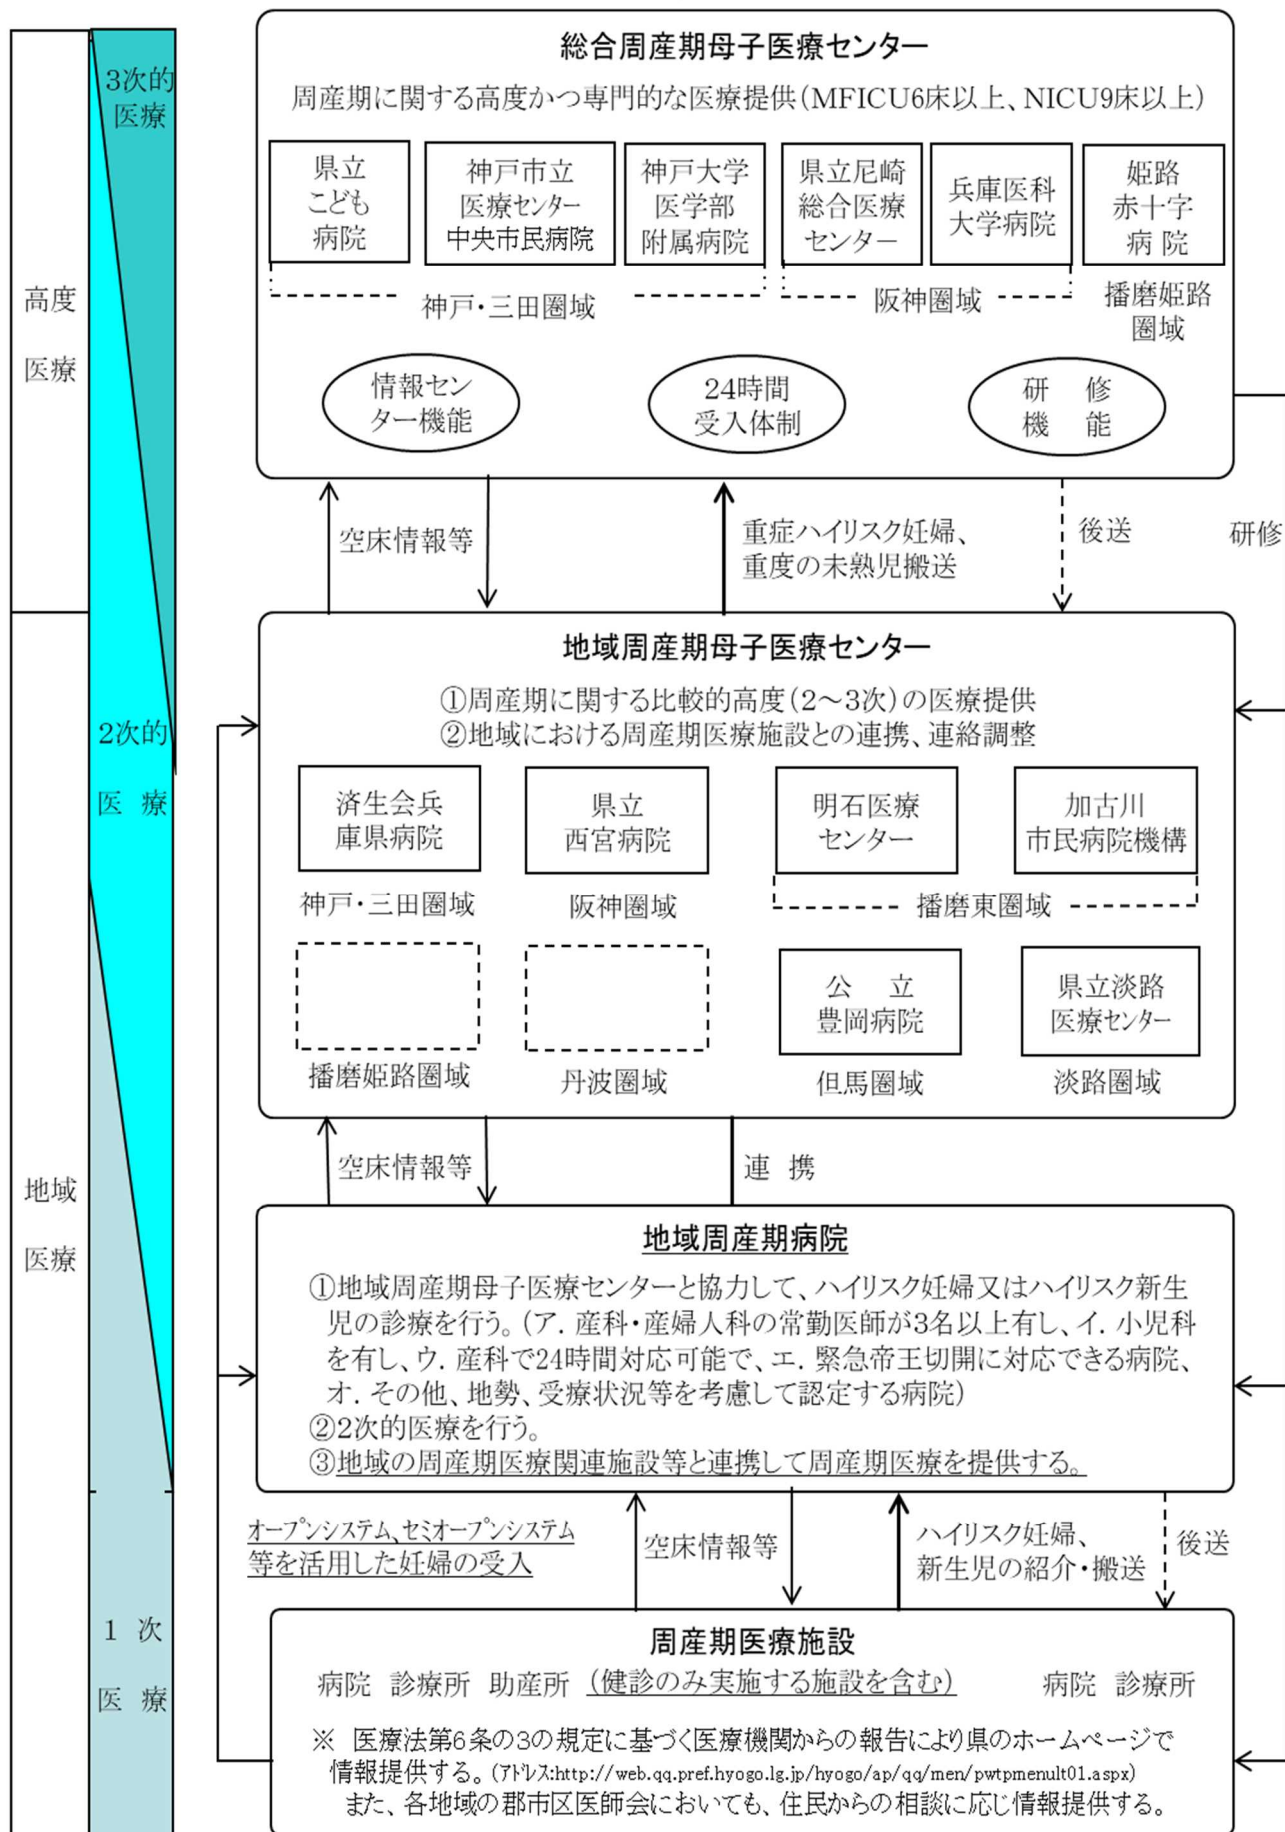 高度
医療
地域
医療
3次的
医療
2次的
医 療
1 次
医 療
総合周産期母子医療センター
周産期に関する高度かつ専門的な医療提供(MFICU6床以上、NICU9床以上)
県立
こども
病院
神戸市立
医療センター
中央市民病院
神戸大学
医学部
附属病院
県立尼崎
総合医療
センター
兵庫医科
大学病院
姫路
赤十字
病 院
神戸・三田圏域
阪神圏域
播磨姫路
圏域
情報セン
ター機能
24時間
受入体制
研 修
機 能
空床情報等
重症ハイリスク妊婦、
重度の未熟児搬送
後送
研修
地域周産期母子医療センター
①周産期に関する比較的高度(2～3次)の医療提供
②地域における周産期医療施設との連携、連絡調整
済生会兵
庫県病院
県立
西宮病院
明石医療
センター
加古川
市民病院機構
神戸・三田圏域
阪神圏域
播磨東圏域
公 立
豊岡病院
県立淡路
医療センター
播磨姫路圏域
丹波圏域
但馬圏域
淡路圏域
空床情報等
連 携
地域周産期病院
①地域周産期母子医療センターと協力して、ハイリスク妊婦又はハイリスク新生
児の診療を行う。(ア．産科・産婦人科の常勤医師が3名以上有し、イ．小児科
を有し、ウ．産科で24時間対応可能で、エ．緊急帝王切開に対応できる病院、
オ．その他、地勢、受療状況等を考慮して認定する病院)
②2次的医療を行う。
③地域の周産期医療関連施設等と連携して周産期医療を提供する。
オープンシステム、セミオープンシステム
等を活用した妊婦の受入
空床情報等
ハイリスク妊婦、
新生児の紹介・搬送
後送
周産期医療施設
病院 診療所 助産所 (健診のみ実施する施設を含む) 病院 診療所
※ 医療法第6条の3の規定に基づく医療機関からの報告により県のホームページで
情報提供する。(アドレス:http://web.qq.pref.hyogo.lg.jp/hyogo/ap/qq/men/pwtpmenult01.aspx)
また、各地域の郡市区医師会においても、住民からの相談に応じ情報提供する。